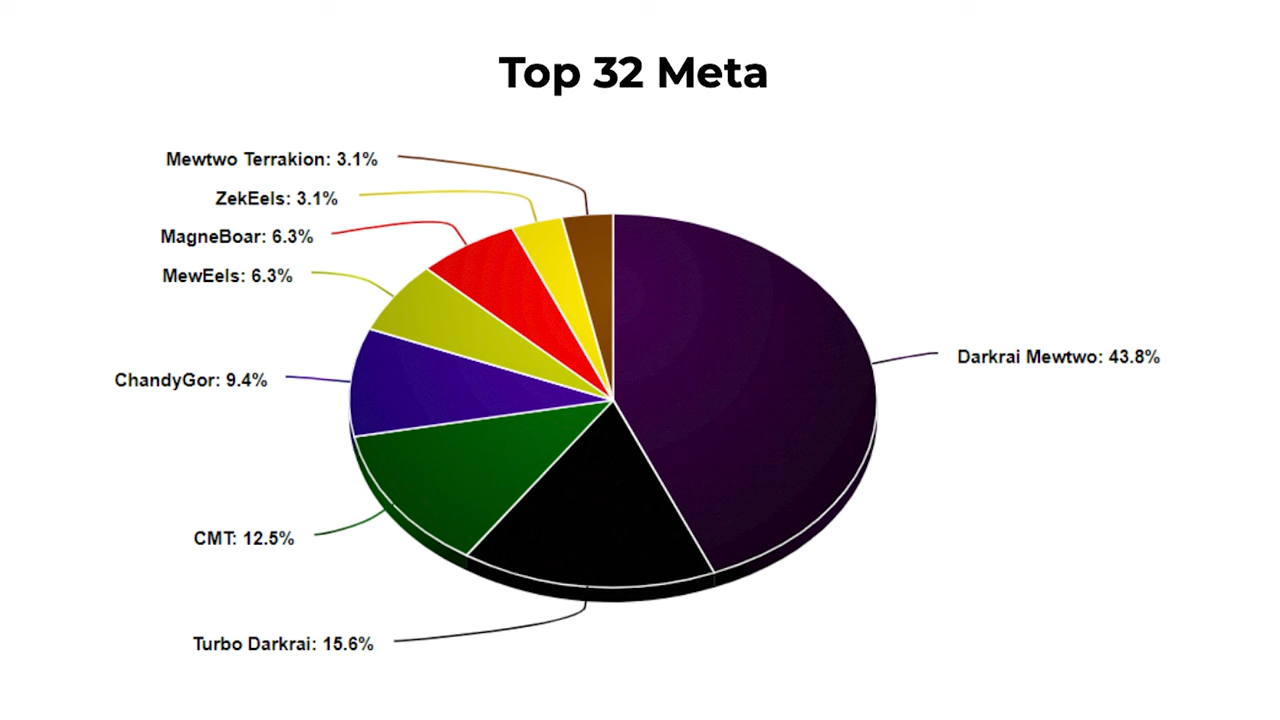 Top 32 Meta
Mewtwo Terrakion: 3.1%
ZekEels: 3.1%
MagneBoar: 6.3%
MewEels: 6.3%
Darkrai Mewtwo: 43.8%
ChandyGor: 9.4%
CMT: 12.5%
Turbo Darkrai: 15.6%